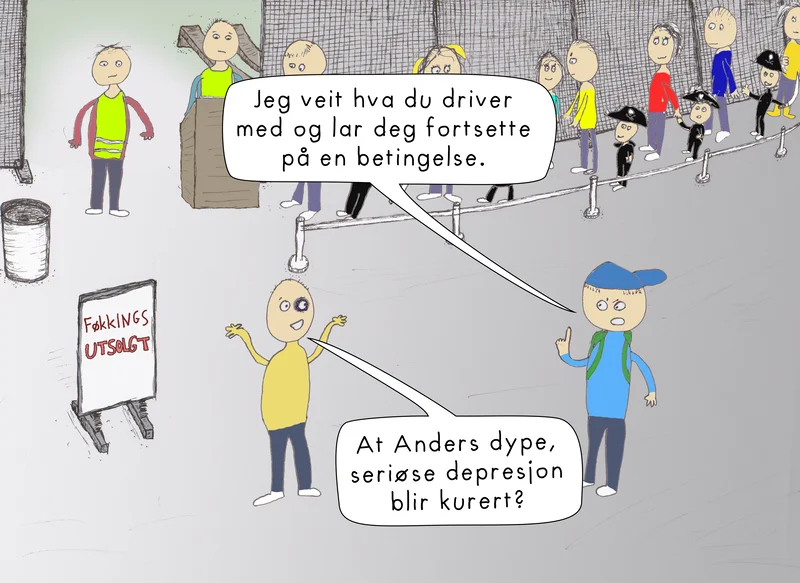 Jeg veit hva du driver
med og lar deg fortsette
på en betingelse.
FØKKINGS
UTSOLGT
At Anders dype,
seriøse depresjon
blir kurert?